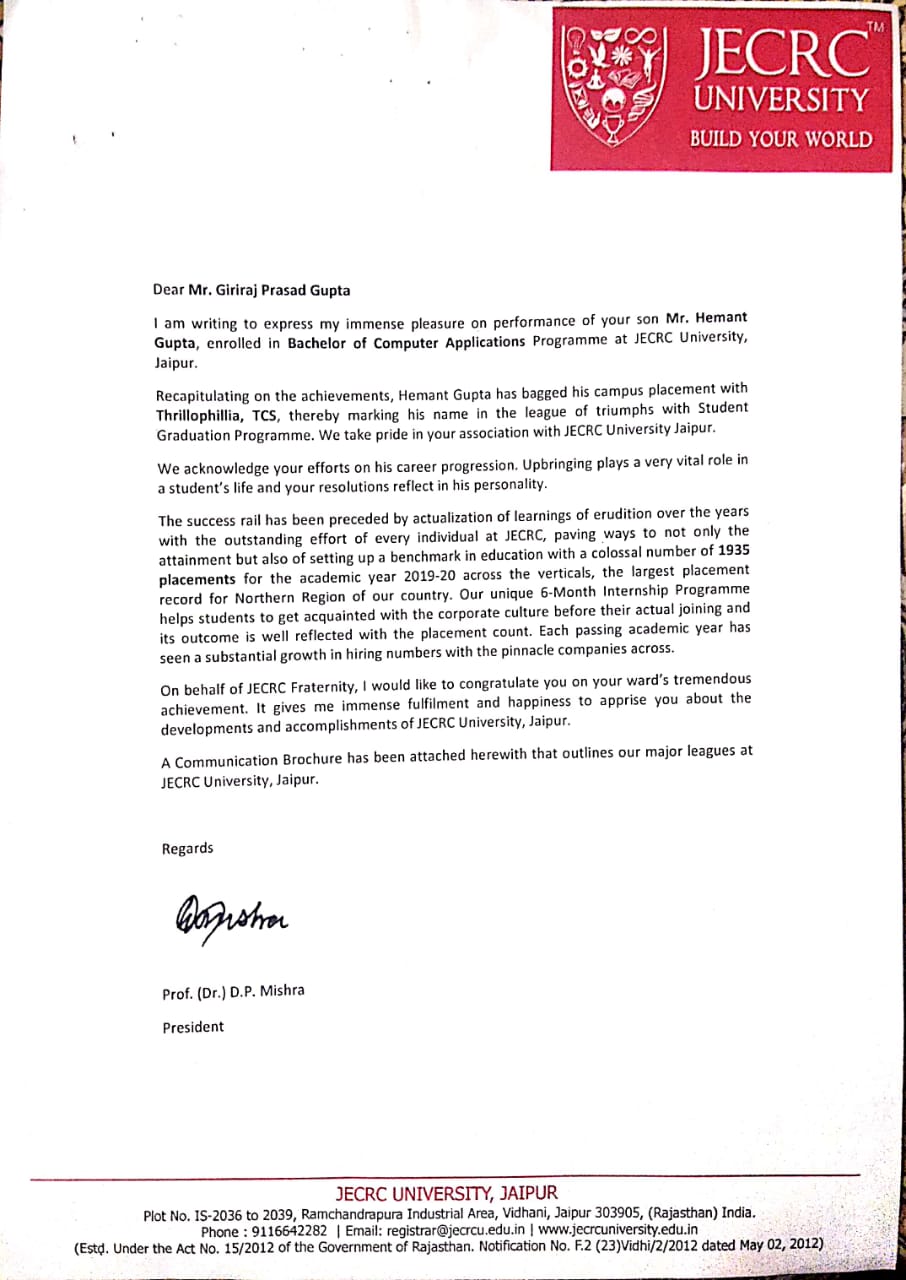 JECRC™
UNIVERSITY
BUILD YOUR WORLD
Dear Mr. Giriraj Prasad Gupta
I am writing to express my immense pleasure on performance of your son Mr. Hemant
Gupta, enrolled in Bachelor of Computer Applications Programme at JECRC University,
Jaipur.
Recapitulating on the achievements, Hemant Gupta has bagged his campus placement with
Thrillophillia, TCS, thereby marking his name in the league of triumphs with Student
Graduation Programme. We take pride in your association with JECRC University Jaipur.
We acknowledge your efforts on his career progression. Upbringing plays a very vital role in
a student's life and your resolutions reflect in his personality.
The success rail has been preceded by actualization of learnings of erudition over the years
with the outstanding effort of every individual at JECRC, paving ways to not only the
attainment but also of setting up a benchmark in education with a colossal number of 1935
placements for the academic year 2019-20 across the verticals, the largest placement
record for Northern Region of our country. Our unique 6-Month Internship Programme
helps students to get acquainted with the corporate culture before their actual joining and
its outcome is well reflected with the placement count. Each passing academic year has
seen a substantial growth in hiring numbers with the pinnacle companies across.
On behalf of JECRC Fraternity, I would like to congratulate you on your ward's tremendous
achievement. It gives me immense fulfilment and happiness to apprise you about the
developments and accomplishments of JECRC University, Jaipur.
A Communication Brochure has been attached herewith that outlines our major leagues at
JECRC University, Jaipur.
Regards
Prof. (Dr.) D.P. Mishra
President
JECRC UNIVERSITY, JAIPUR
Plot No. IS-2036 to 2039, Ramchandrapura Industrial Area, Vidhani, Jaipur 303905, (Rajasthan) India.
Phone : 9116642282 | Email: registrar@jecrcu.edu.in | www.jecrcuniversity.edu.in
(Estd. Under the Act No. 15/2012 of the Government of Rajasthan. Notification No. F.2 (23)Vidhi/2/2012 dated May 02, 2012)